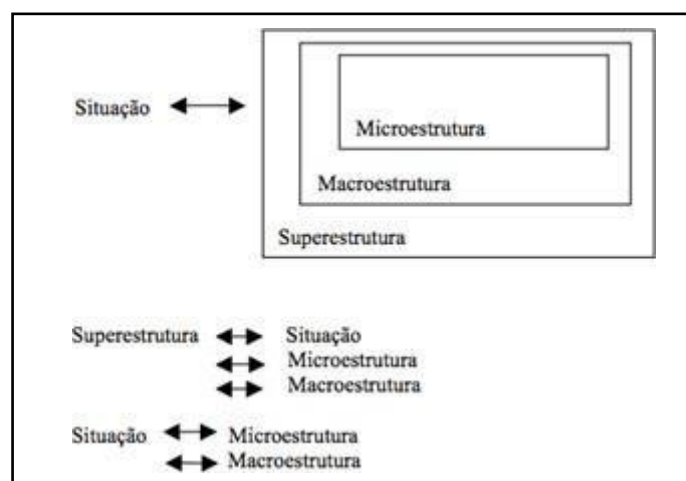 Situação
Microestrutura
Macroestrutura
Superestrutura
Superestrutura Situação
Microestrutura
Macroestrutura
Situação Microestrutura
Macroestrutura